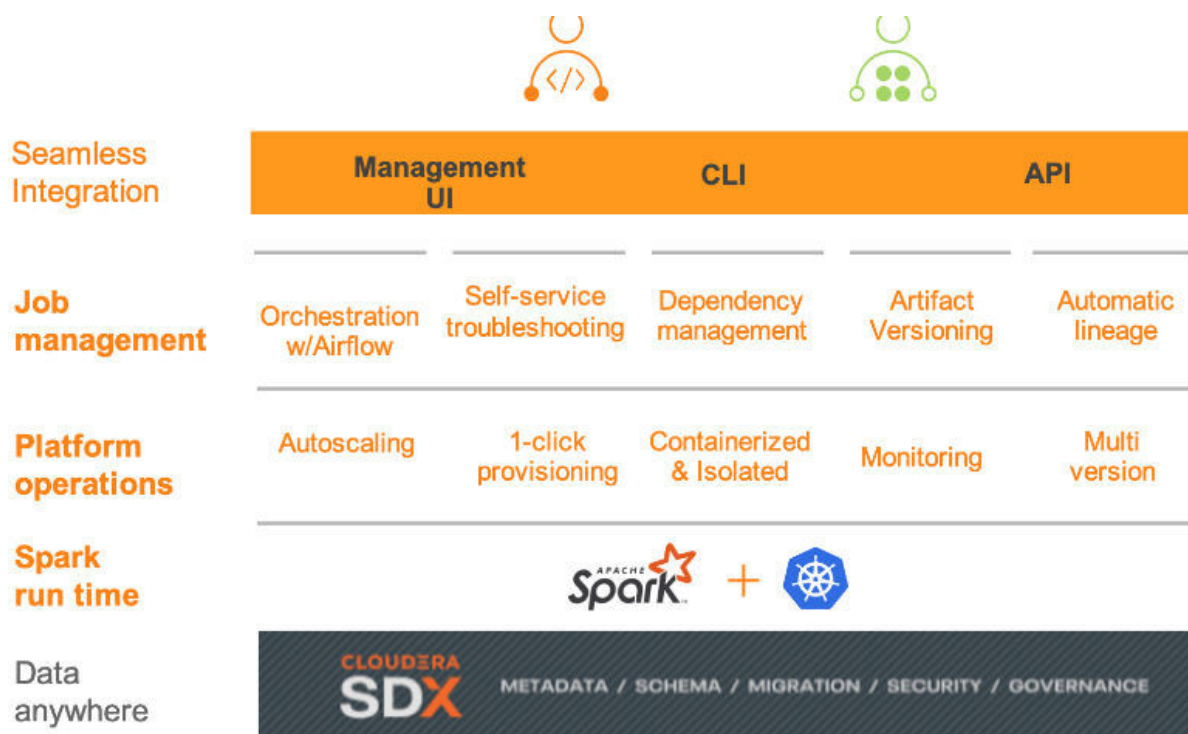 </>
Seamless
Integration
Management
UI
CLI
API
Job
management
Orchestration
w/Airflow
Self-service
troubleshooting
Dependency
management
Artifact
Versioning
Automatic
lineage
Platform
operations
Autoscaling
1-click
provisioning
Containerized
& Isolated
Monitoring
Multi
version
Spark
run time
APACHE
Spark
+
Data
anywhere
CLOUDERA
SDX
METADATA / SCHEMA / MIGRATION / SECURITY / GOVERNANCE